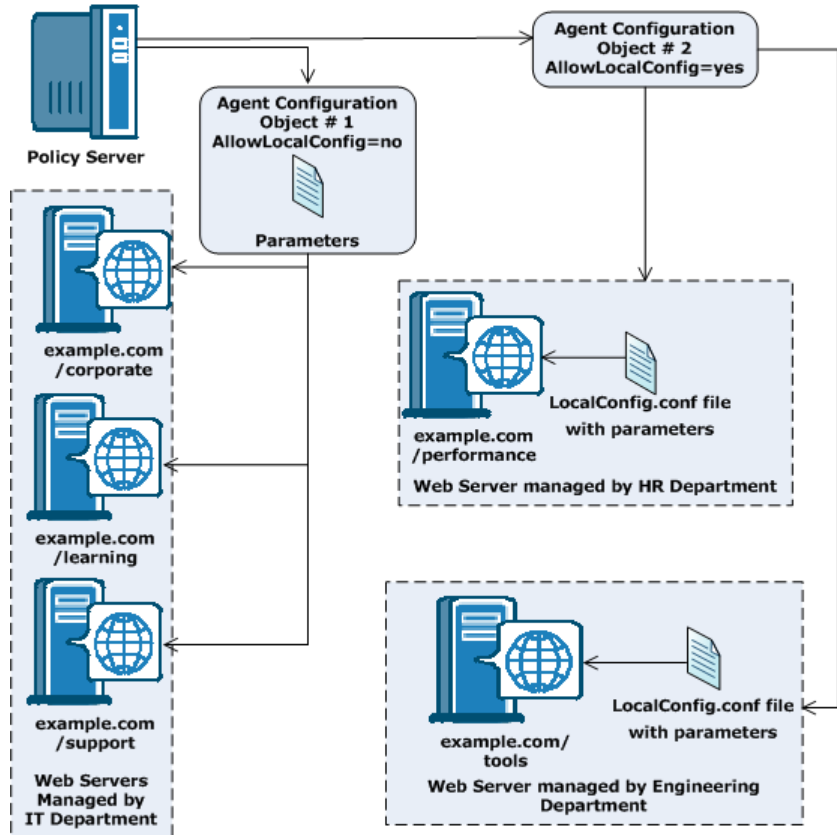 Policy Server
Agent Configuration
Object # 1
AllowLocalConfig=no
Parameters
Agent Configuration
Object # 2
AllowLocalConfig=yes
example.com
/corporate
example.com
/learning
example.com
/support
Web Servers
Managed by
IT Department
example.com
/performance
LocalConfig.conf file
with parameters
Web Server managed by HR Department
example.com/
tools
LocalConfig.conf file
with parameters
Web Server managed by Engineering
Department